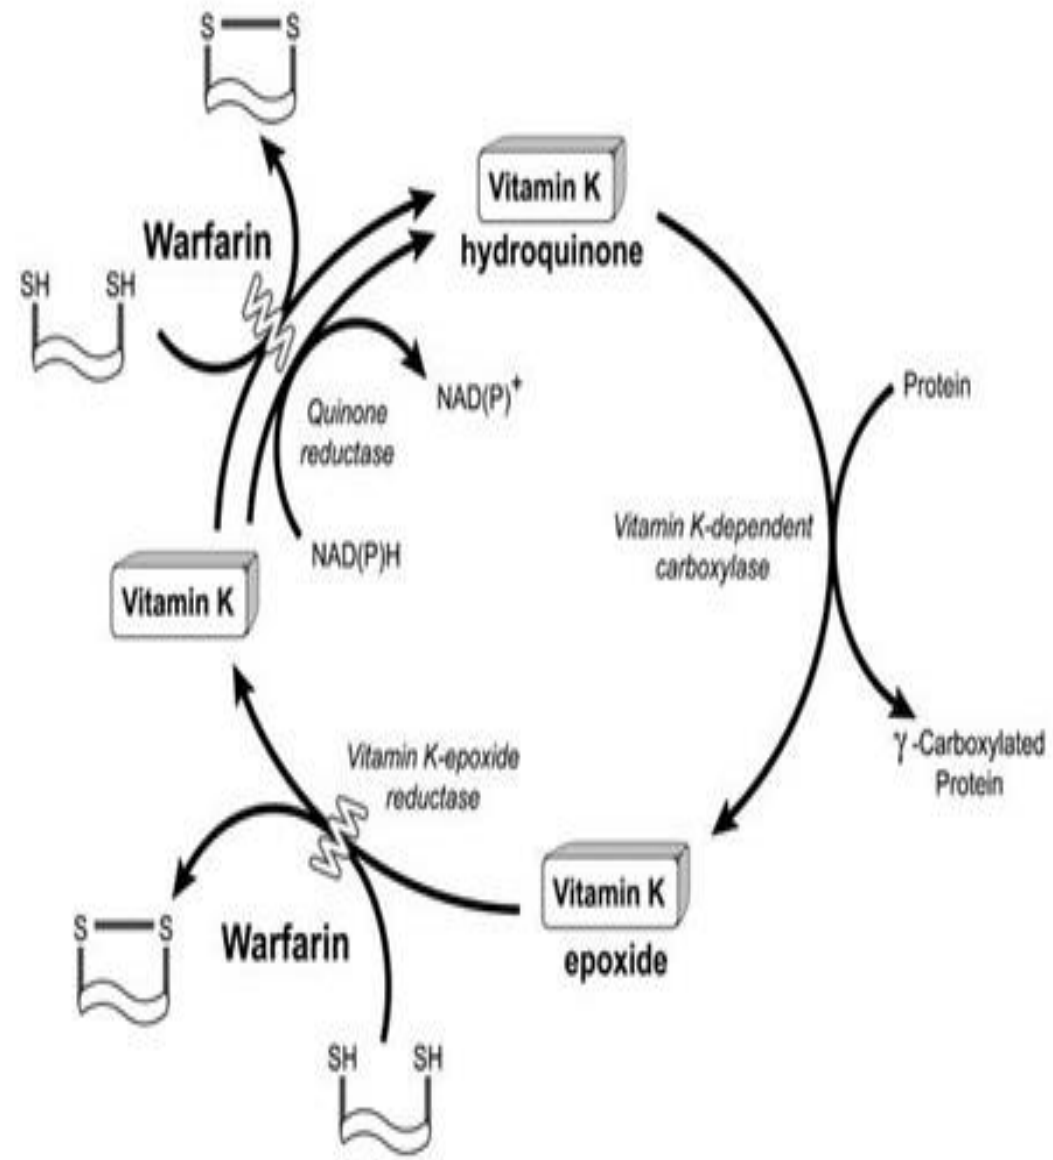 S S
Vitamin K
hydroquinone
Warfarin
SH SH
NAD(P)+
Quinone
reductase
Protein
Vitamin K-dependent
carboxylase
NAD(P)H
Vitamin K
γ-Carboxylated
Protein
Vitamin K-epoxide
reductase
Vitamin K
epoxide
S S
Warfarin
SH SH